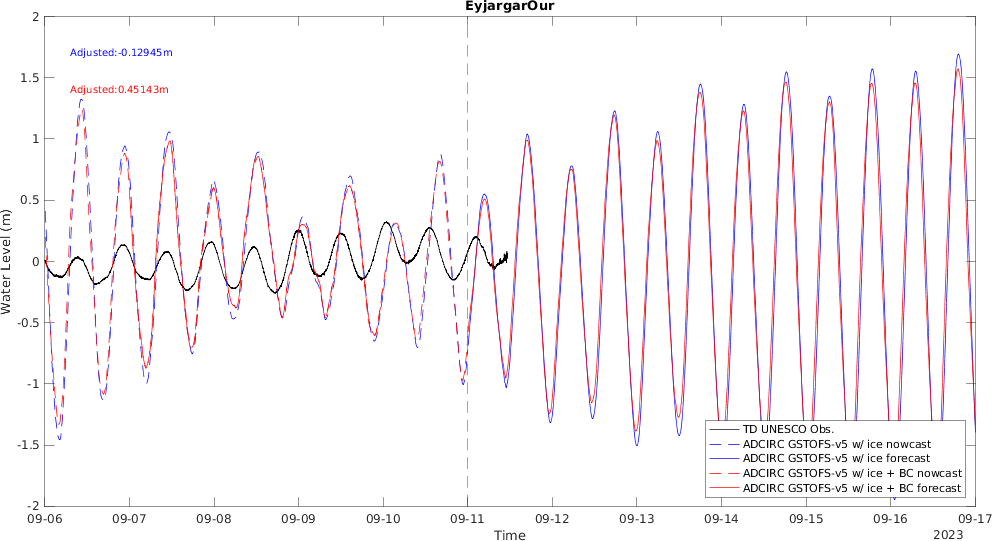 EyjargarOur
Adjusted:-0.12945m
Adjusted:0.45143m
2
1.5
1
0.5
0
-0.5
-1
-1.5
-2
Water Level (m)
TD UNESCO Obs.
ADCIRC GSTOFS-v5 w/ ice nowcast
ADCIRC GSTOFS-v5 w/ ice forecast
ADCIRC GSTOFS-v5 w/ ice + BC nowcast
ADCIRC GSTOFS-v5 w/ ice + BC forecast
09-06 09-07 09-08 09-09 09-10 09-11 09-12 09-13 09-14 09-15 09-16 09-17
Time
2023